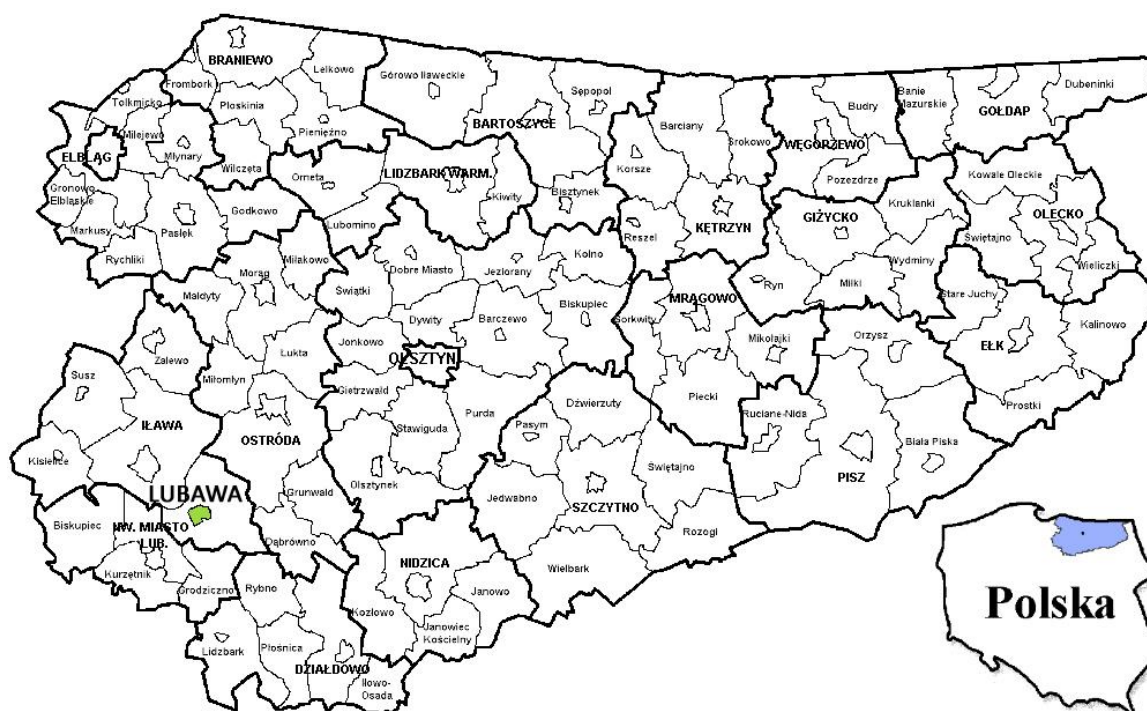 BRANIEWO
Lelkowo
Frombork
Górowo Iławeckie
Sępopol
Banie
Mazurskie
Dubeninki
GOŁDAP
Budry
Tolkmicko
Płoskinia
Pieniężno
BARTOSZYCE
Barciany
Srokowo
WĘGORZEWO
Milejewo
Młynary
ELBLĄG
Wilczęta
Orneta
LIDZBARK WARM.
Kiwity
Bisztynek
Korsze
Pozezdrze
Kowale Oleckie
Gronowo
Elbląskie
Markusy
Pasłęk
Godkowo
Lubomino
Reszel
KĘTRZYN
GIŻYCKO
Kruklanki
OLECKO
Świętajno
Rychliki
Morąg
Miłakowo
Dobre Miasto
Jeziorany
Kolno
Wydminy
Wieliczki
Małdyty
Świątki
Ryn
Miłki
Stare Juchy
Dywity
Barczewo
Biskupiec
Sorkwity
MRĄGOWO
Mikołajki
Orzysz
Kalinowo
EŁK
Zalewo
Łukta
Jonkowo
OLSZTYN
Susz
Miłomłyn
Gietrzwałd
Purda
Dźwierzuty
Piecki
Ruciane-Nida
Prostki
IŁAWA
OSTRÓDA
Stawiguda
Pasym
Biała Piska
Kisielice
PISZ
Świętajno
LUBAWA
Olsztynek
Grunwald
Jedwabno
SZCZYTNO
Biskupiec
NW. MIASTO
LUB.
Dąbrówno
Rozogi
Kurzętnik
Grodziczno
Rybno
NIDZICA
Wielbark
Janowo
Kozłowo
Janowiec
Kościelny
Lidzbark
Płośnica
DZIAŁDOWO
Iłowo-
Osada
Polska